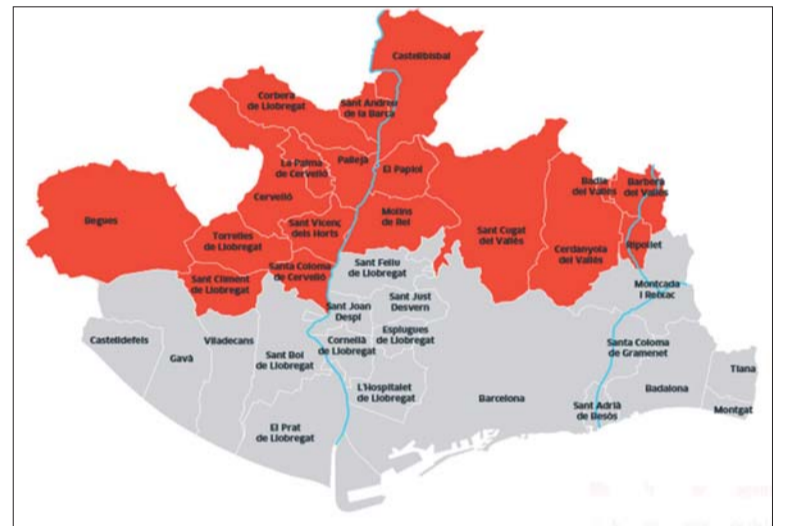 Castellbisbal
Corbera
de Llobregat
Sant Andreu
de la Barca
La Palma
de Cervelló
Pallejà
El Papiol
Badia
del Vallès
Barberà
del Vallès
Cervelló
Begues
Sant Vicenç
dels Horts
Molins
de Rei
Torrelles
de Llobregat
Sant Cugat
del Vallès
Cerdanyola
del Vallès
Ripollet
Sant Feliu
de Llobregat
Santa Coloma
de Cervelló
Sant Climent
de Llobregat
Montcada
i Reixac
Sant Just
Desvern
Sant Joan
Despí
Castelldefels
Viladecans
Cornellà
de Llobregat
Esplugues
de Llobregat
Santa Coloma
de Gramenet
Gavà
Sant Boi
de Llobregat
Tiana
L'Hospitalet
de Llobregat
Barcelona
Badalona
Sant Adrià
de Besòs
Montgat
El Prat
de Llobregat